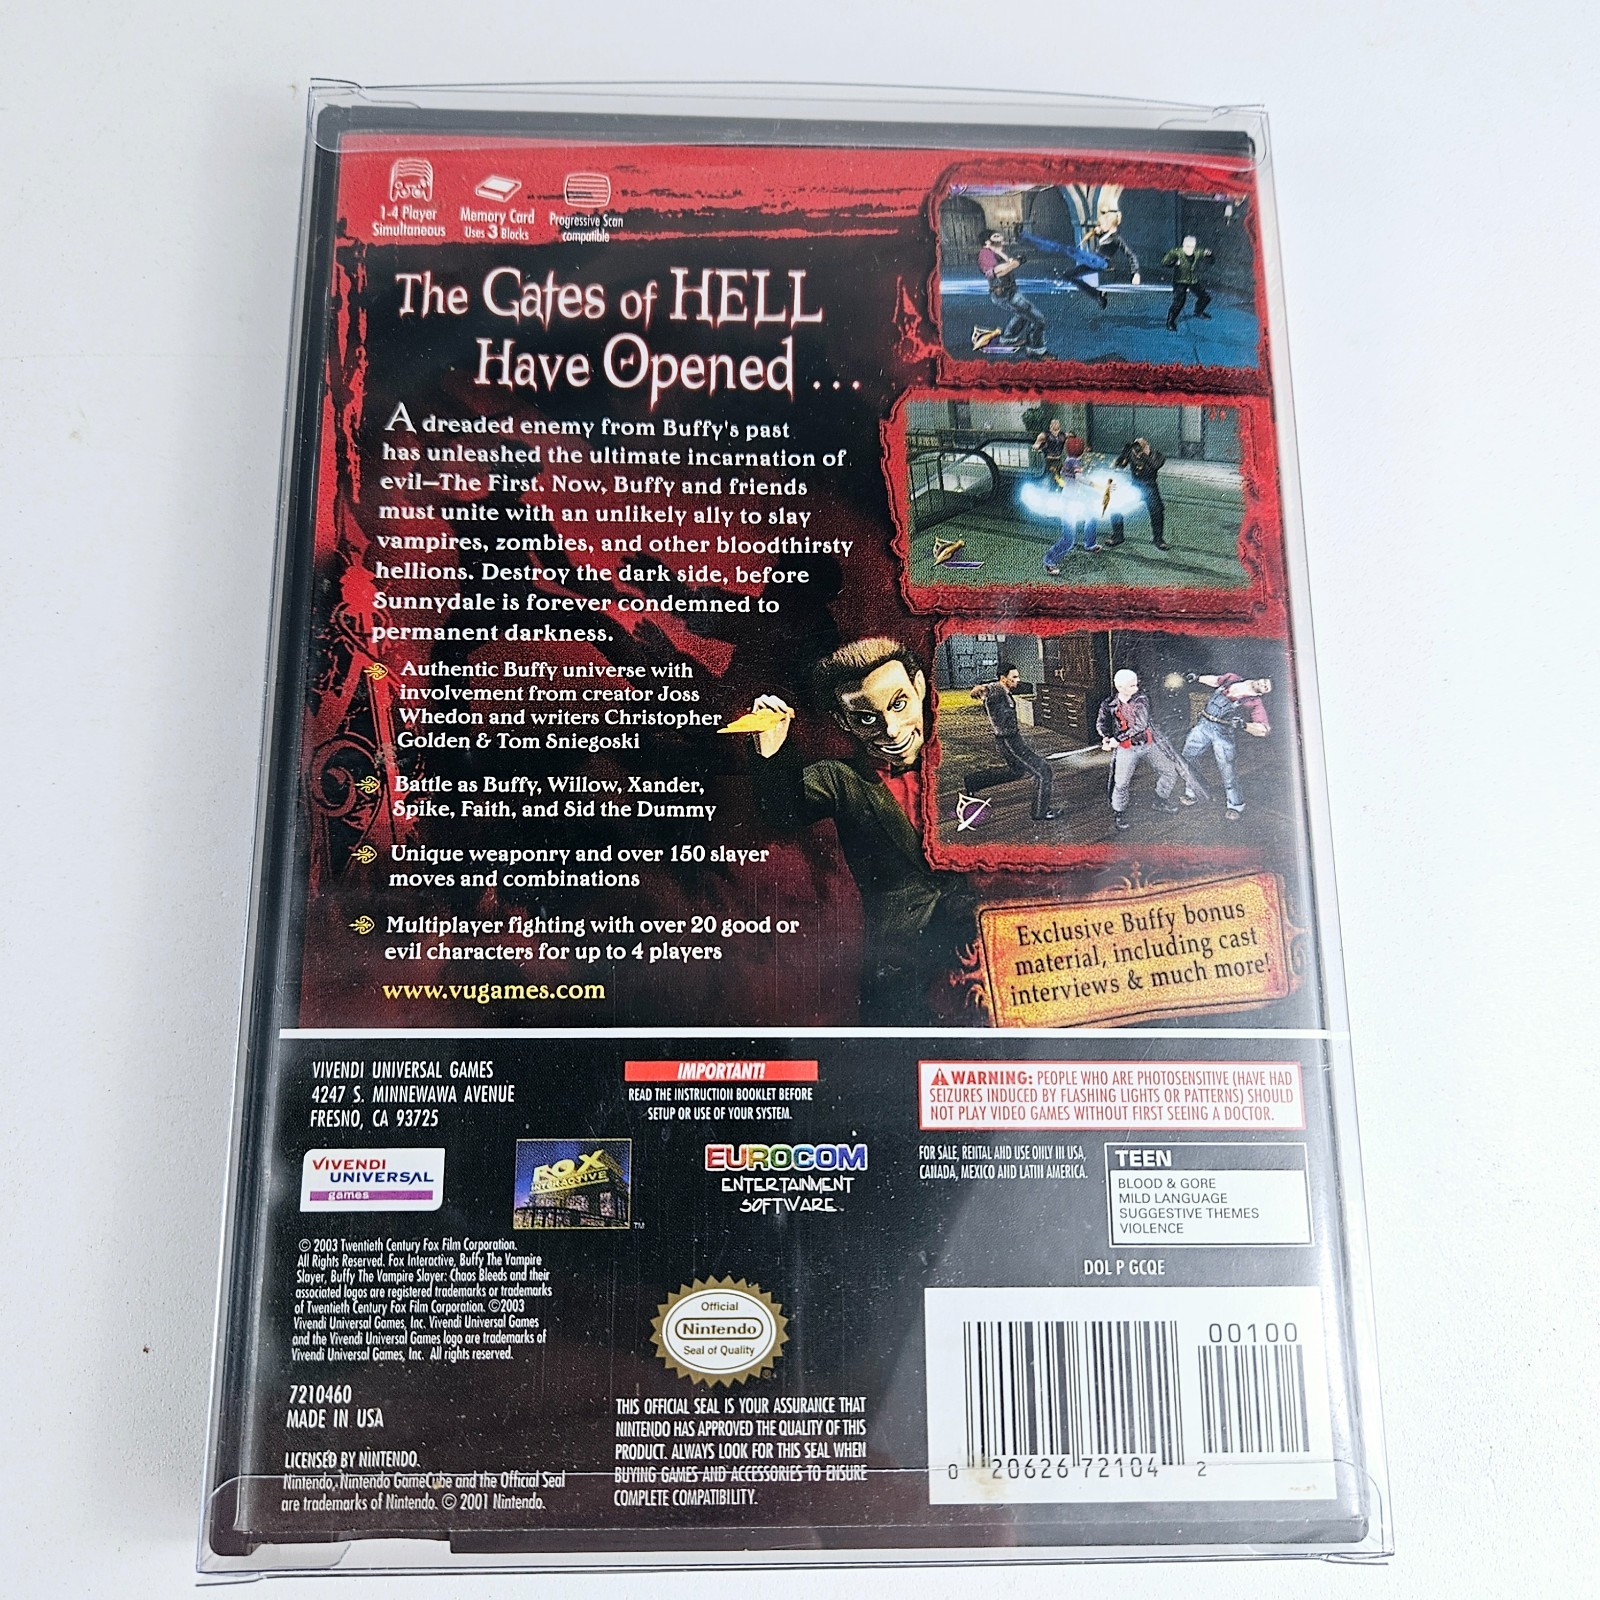 1-4 Player
Simultaneous
Memory Card
Uses 3 Blocks
Progressive Scan
compatible
The Gates of HELL
Have Opened ...
A dreaded enemy from Buffy's past
has unleashed the ultimate incarnation of
evil—The First. Now, Buffy and friends
must unite with an unlikely ally to slay
vampires, zombies, and other bloodthirsty
hellions. Destroy the dark side, before
Sunnydale is forever condemned to
permanent darkness.
Authentic Buffy universe with
involvement from creator Joss
Whedon and writers Christopher
Golden & Tom Sniegoski
Battle as Buffy, Willow, Xander,
Spike, Faith, and Sid the Dummy
Unique weaponry and over 150 slayer
moves and combinations
Multiplayer fighting with over 20 good or
evil characters for up to 4 players
www.vugames.com
Exclusive Buffy bonus
material, including cast
interviews & much more!
VIVENDI UNIVERSAL GAMES
4247 S. MINNEWAWA AVENUE
FRESNO, CA 93725
IMPORTANT!
READ THE INSTRUCTION BOOKLET BEFORE
SETUP OR USE OF YOUR SYSTEM.
WARNING: PEOPLE WHO ARE PHOTOSENSITIVE (HAVE HAD
SEIZURES INDUCED BY FLASHING LIGHTS OR PATTERNS) SHOULD
NOT PLAY VIDEO GAMES WITHOUT FIRST SEEING A DOCTOR.
VIVENDI
UNIVERSAL
games
FOX
INTERACTIVE
TM
EUROCOM
ENTERTAINMENT
SOFTWARE™
FOR SALE, RENTAL AND USE ONLY IN USA,
CANADA, MEXICO AND LATIN AMERICA.
TEEN
BLOOD & GORE
MILD LANGUAGE
SUGGESTIVE THEMES
VIOLENCE
DOL P GCQE
© 2003 Twentieth Century Fox Film Corporation.
All Rights Reserved. Fox Interactive, Buffy The Vampire
Slayer, Buffy The Vampire Slayer: Chaos Bleeds and their
associated logos are registered trademarks or trademarks
of Twentieth Century Fox Film Corporation. ©2003
Vivendi Universal Games, Inc. Vivendi Universal Games
and the Vivendi Universal Games logo are trademarks of
Vivendi Universal Games, Inc. All rights reserved.
7210460
MADE IN USA
LICENSED BY NINTENDO.
Nintendo, Nintendo GameCube and the Official Seal
are trademarks of Nintendo. © 2001 Nintendo.
Official
Nintendo
Seal of Quality
®
THIS OFFICIAL SEAL IS YOUR ASSURANCE THAT
NINTENDO HAS APPROVED THE QUALITY OF THIS
PRODUCT. ALWAYS LOOK FOR THIS SEAL WHEN
BUYING GAMES AND ACCESSORIES TO ENSURE
COMPLETE COMPATIBILITY.
00100
0 20626 72104 2